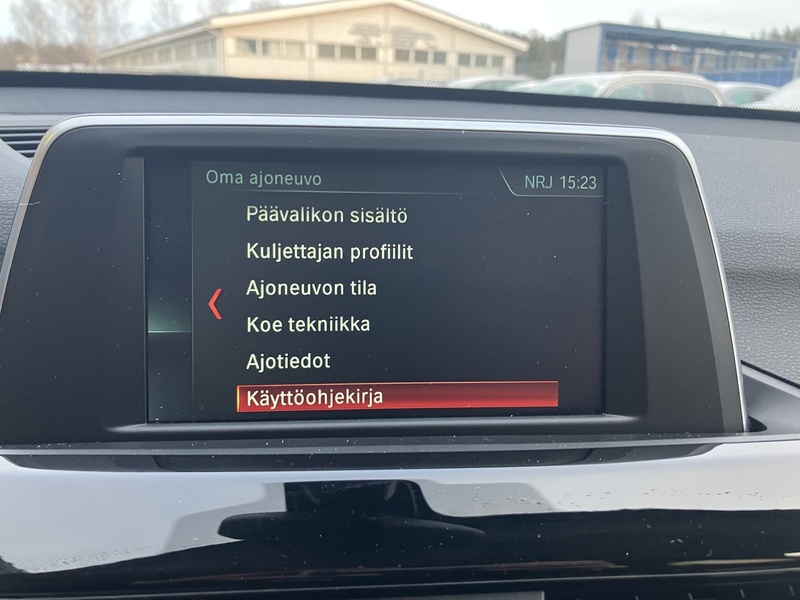 Oma ajoneuvo
NRJ 15:23
Päävalikon sisältö
Kuljettajan profiilit
Ajoneuvon tila
Koe tekniikka
Ajotiedot
Käyttöohjekirja